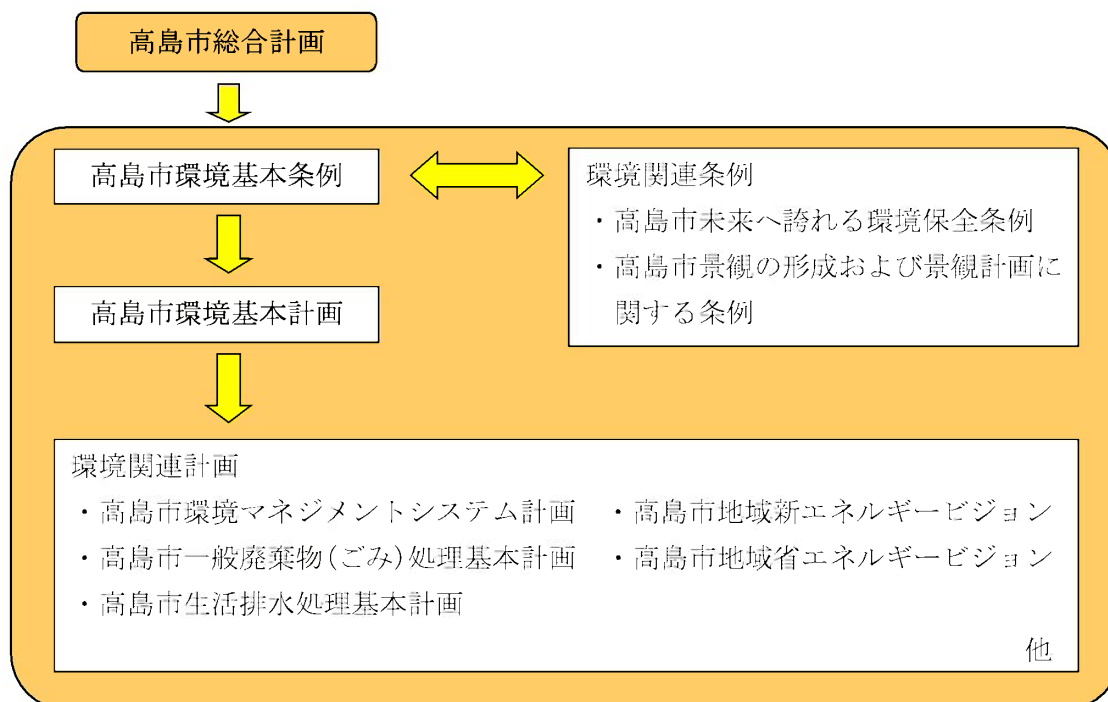 高島市総合計画
高島市環境基本条例
環境関連条例
・高島市未来へ誇れる環境保全条例
・高島市景観の形成および景観計画に
関する条例
高島市環境基本計画
環境関連計画
・高島市環境マネジメントシステム計画
・高島市地域新エネルギービジョン
・高島市一般廃棄物(ごみ)処理基本計画
・高島市地域省エネルギービジョン
・高島市生活排水処理基本計画
他